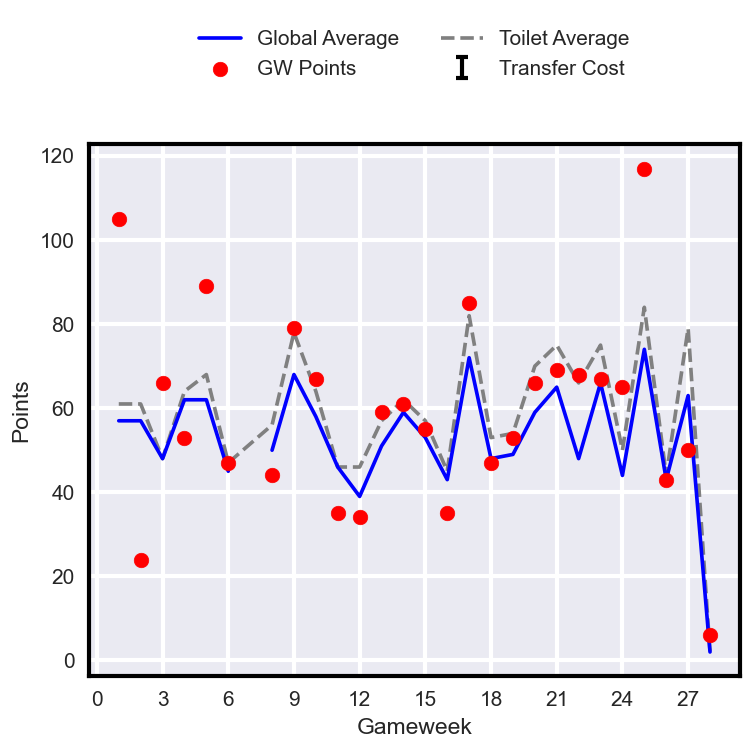 Global Average
GW Points
Toilet Average
Transfer Cost
120
100
80
60
40
20
0
Points
0 3 6 9 12 15 18 21 24 27
Gameweek